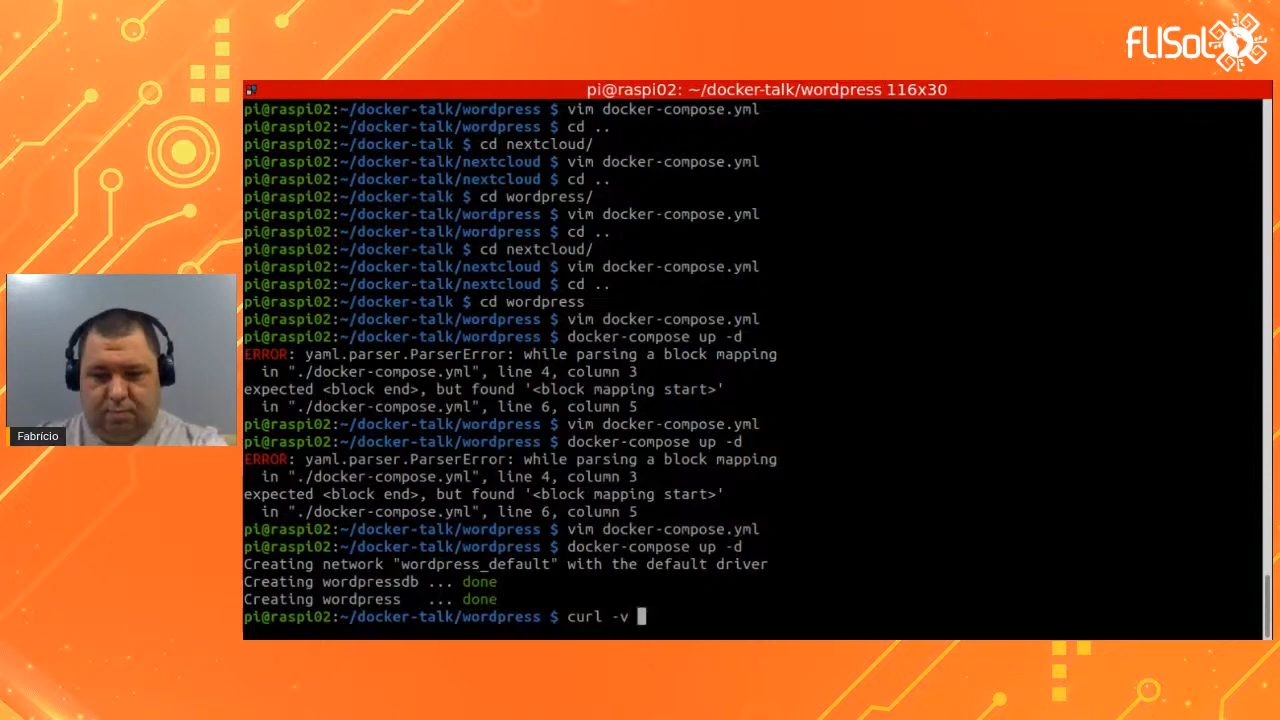 FLISoL
pi@raspi02: ~/docker-talk/wordpress 116x30
pi@raspi02:~/docker-talk/wordpress $ vim docker-compose.yml
pi@raspi02:~/docker-talk/wordpress $ cd ..
pi@raspi02:~/docker-talk $ cd nextcloud/
pi@raspi02:~/docker-talk/nextcloud $ vim docker-compose.yml
pi@raspi02:~/docker-talk/nextcloud $ cd ..
pi@raspi02:~/docker-talk $ cd wordpress/
pi@raspi02:~/docker-talk/wordpress $ vim docker-compose.yml
pi@raspi02:~/docker-talk/wordpress $ cd ..
pi@raspi02:~/docker-talk $ cd nextcloud/
pi@raspi02:~/docker-talk/nextcloud $ vim docker-compose.yml
pi@raspi02:~/docker-talk/nextcloud $ cd ..
pi@raspi02:~/docker-talk $ cd wordpress
pi@raspi02:~/docker-talk/wordpress $ vim docker-compose.yml
pi@raspi02:~/docker-talk/wordpress $ docker-compose up -d
ERROR: yaml.parser.ParserError: while parsing a block mapping
  in "./docker-compose.yml", line 4, column 3
expected <block end>, but found '<block mapping start>'
  in "./docker-compose.yml", line 6, column 5
pi@raspi02:~/docker-talk/wordpress $ vim docker-compose.yml
pi@raspi02:~/docker-talk/wordpress $ docker-compose up -d
ERROR: yaml.parser.ParserError: while parsing a block mapping
  in "./docker-compose.yml", line 4, column 3
expected <block end>, but found '<block mapping start>'
  in "./docker-compose.yml", line 6, column 5
pi@raspi02:~/docker-talk/wordpress $ vim docker-compose.yml
pi@raspi02:~/docker-talk/wordpress $ docker-compose up -d
Creating network "wordpress_default" with the default driver
Creating wordpressdb ... done
Creating wordpress   ... done
pi@raspi02:~/docker-talk/wordpress $ curl -v
Fabrício